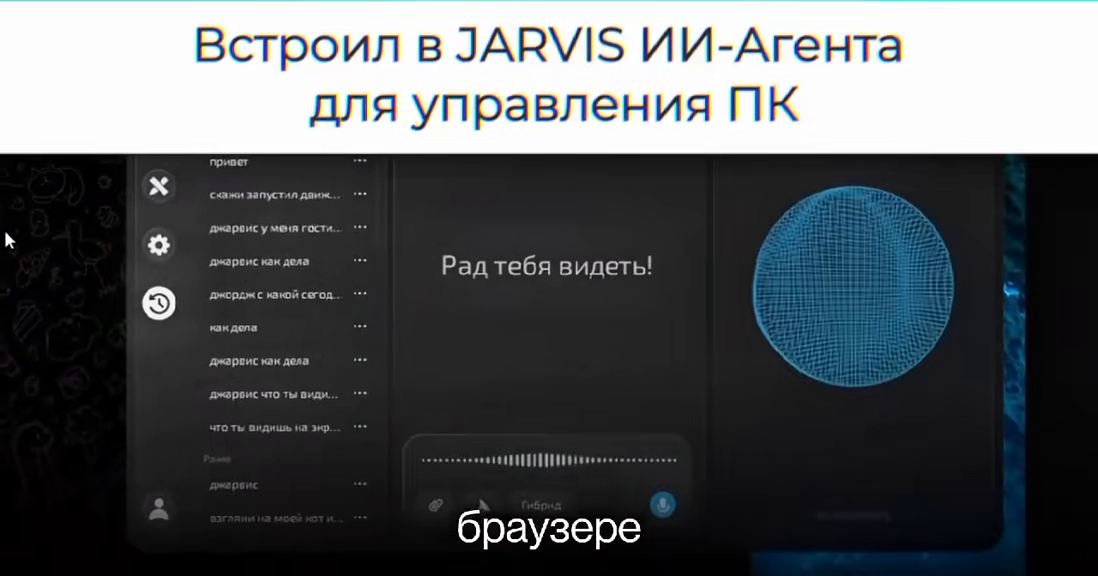 Встроил в JARVIS ИИ-Агента
для управления ПК
привет
скажи запустил движ...
джарвис у меня гости...
джарвис как дела
джордж с какой сегод...
как дела
джарвис как дела
джарвис что ты види...
что ты видишь на экр...
Ранее
джарвис
взгляни на мой кот и...
Рад тебя видеть!
Гибрид
браузере